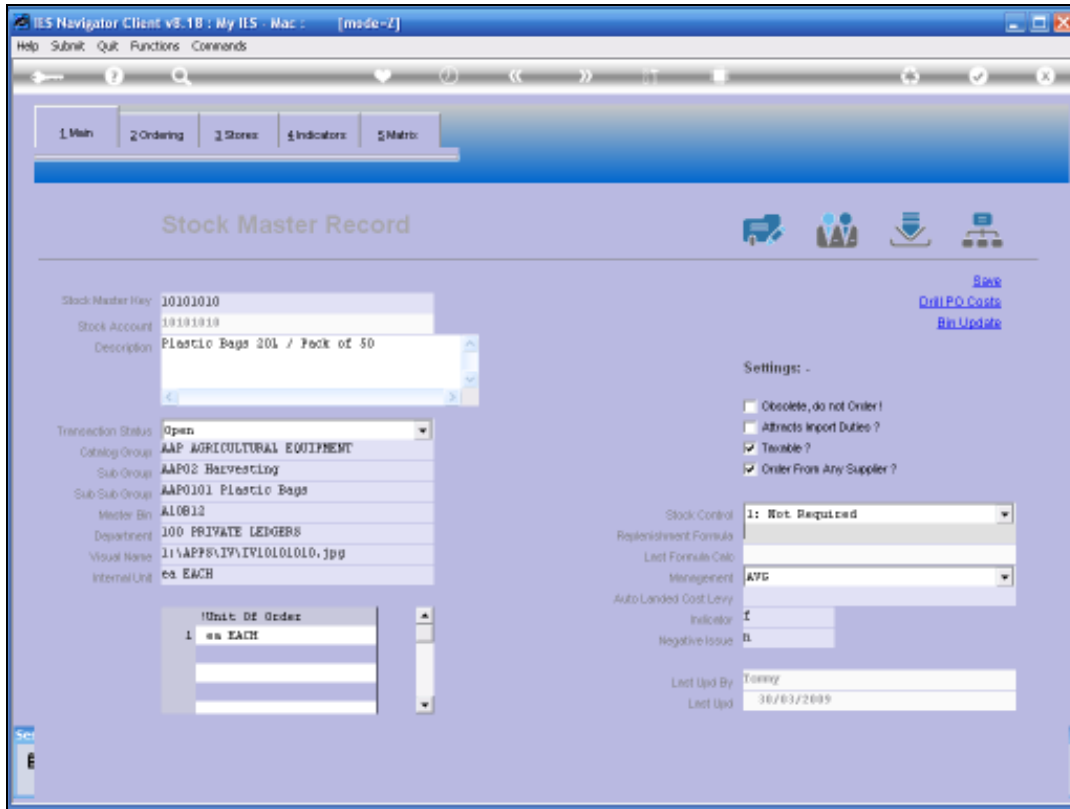 IES Navigator Client v8.18 : My IES - Mac : [mode=Z]
Help Submit Quit Functions Commands
1 Main 2 Ordering 3 Stores 4 Indicators 5 Matrix
Stock Master Record
Save
Drill PO Costs
Bin Update
Stock Master Key 10101010
Stock Account 10101010
Description Plastic Bags 20L / Pack of 50
Settings: -
Obsolete, do not Order !
Attracts Import Duties ?
Taxable ?
Order From Any Supplier ?
Transaction Status Open
Catalog Group AAP AGRICULTURAL EQUIPMENT
Sub Group AAP02 Harvesting
Sub Sub Group AAP0101 Plastic Bags
Master Bin A10B12
Department 100 PRIVATE LEDGERS
Visual Name 1:\APPS\IV\IV10101010.jpg
Internal Unit ea EACH
Stock Control 1: Not Required
Replenishment Formula
Last Formula Calc
Management AVG
Auto Landed Cost Levy
Indicator f
Negative Issue n
!Unit Of Order
1 ea EACH
Last Upd By Tommy
Last Upd 30/03/2009